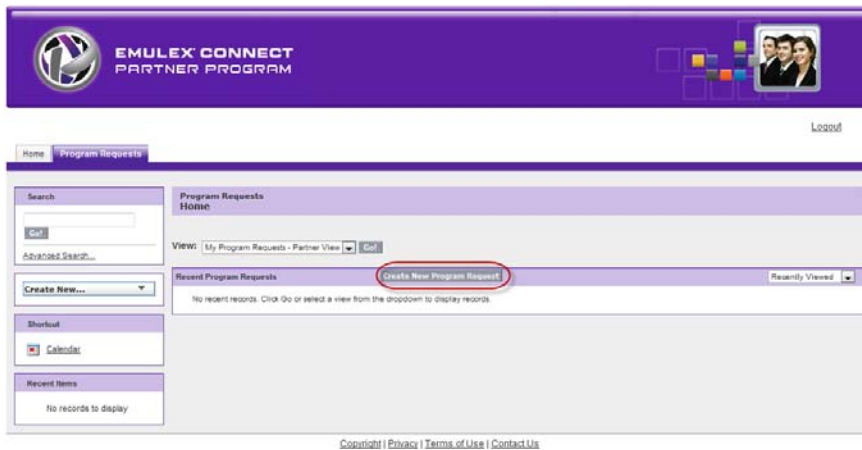 EMULEX CONNECT
PARTNER PROGRAM
Logout
Home
Program Requests
Search
Go!
Advanced Search...
Create New...
Shortcut
Calendar
Recent Items
No records to display
Program Requests
Home
View:
My Program Requests - Partner View
Go!
Recent Program Requests
Create New Program Request
Recently Viewed
No recent records. Click Go or select a view from the dropdown to display records.
Copyright | Privacy | Terms of Use | Contact Us